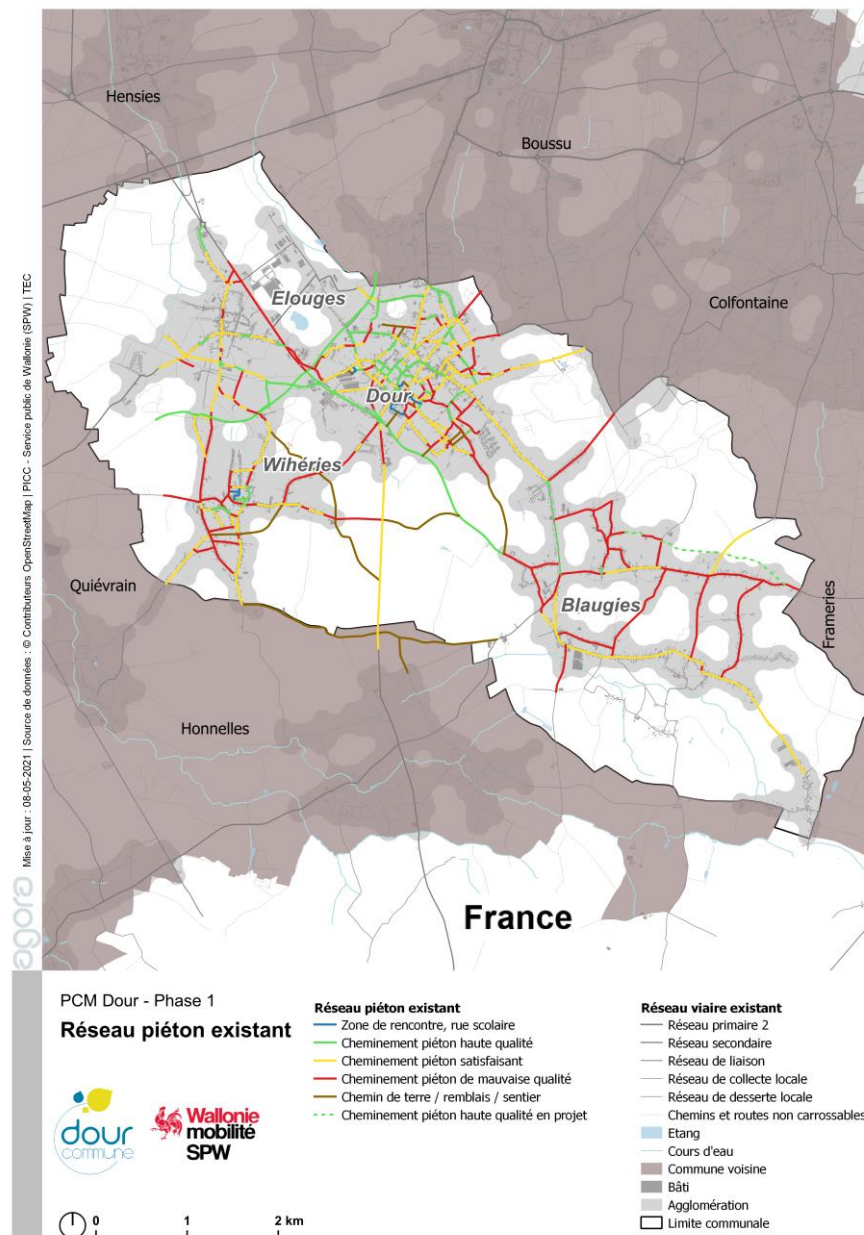 Hensies
Boussu
Colfontaine
Elouges
Dour
Wihéries
Quiévrain
Blaugies
Frameries
Honnelles
France
agora
Mise à jour : 08-05-2021 | Source de données : © Contributeurs OpenStreetMap | PICC - Service public de Wallonie (SPW) | TEC
PCM Dour - Phase 1
Réseau piéton existant
dour
commune
Wallonie
mobilité
SPW
0 1 2 km
Réseau piéton existant
Zone de rencontre, rue scolaire
Cheminement piéton haute qualité
Cheminement piéton satisfaisant
Cheminement piéton de mauvaise qualité
Chemin de terre / remblais / sentier
Cheminement piéton haute qualité en projet
Réseau viaire existant
Réseau primaire 2
Réseau secondaire
Réseau de liaison
Réseau de collecte locale
Réseau de desserte locale
Chemins et routes non carrossables
Etang
Cours d'eau
Commune voisine
Bâti
Agglomération
Limite communale